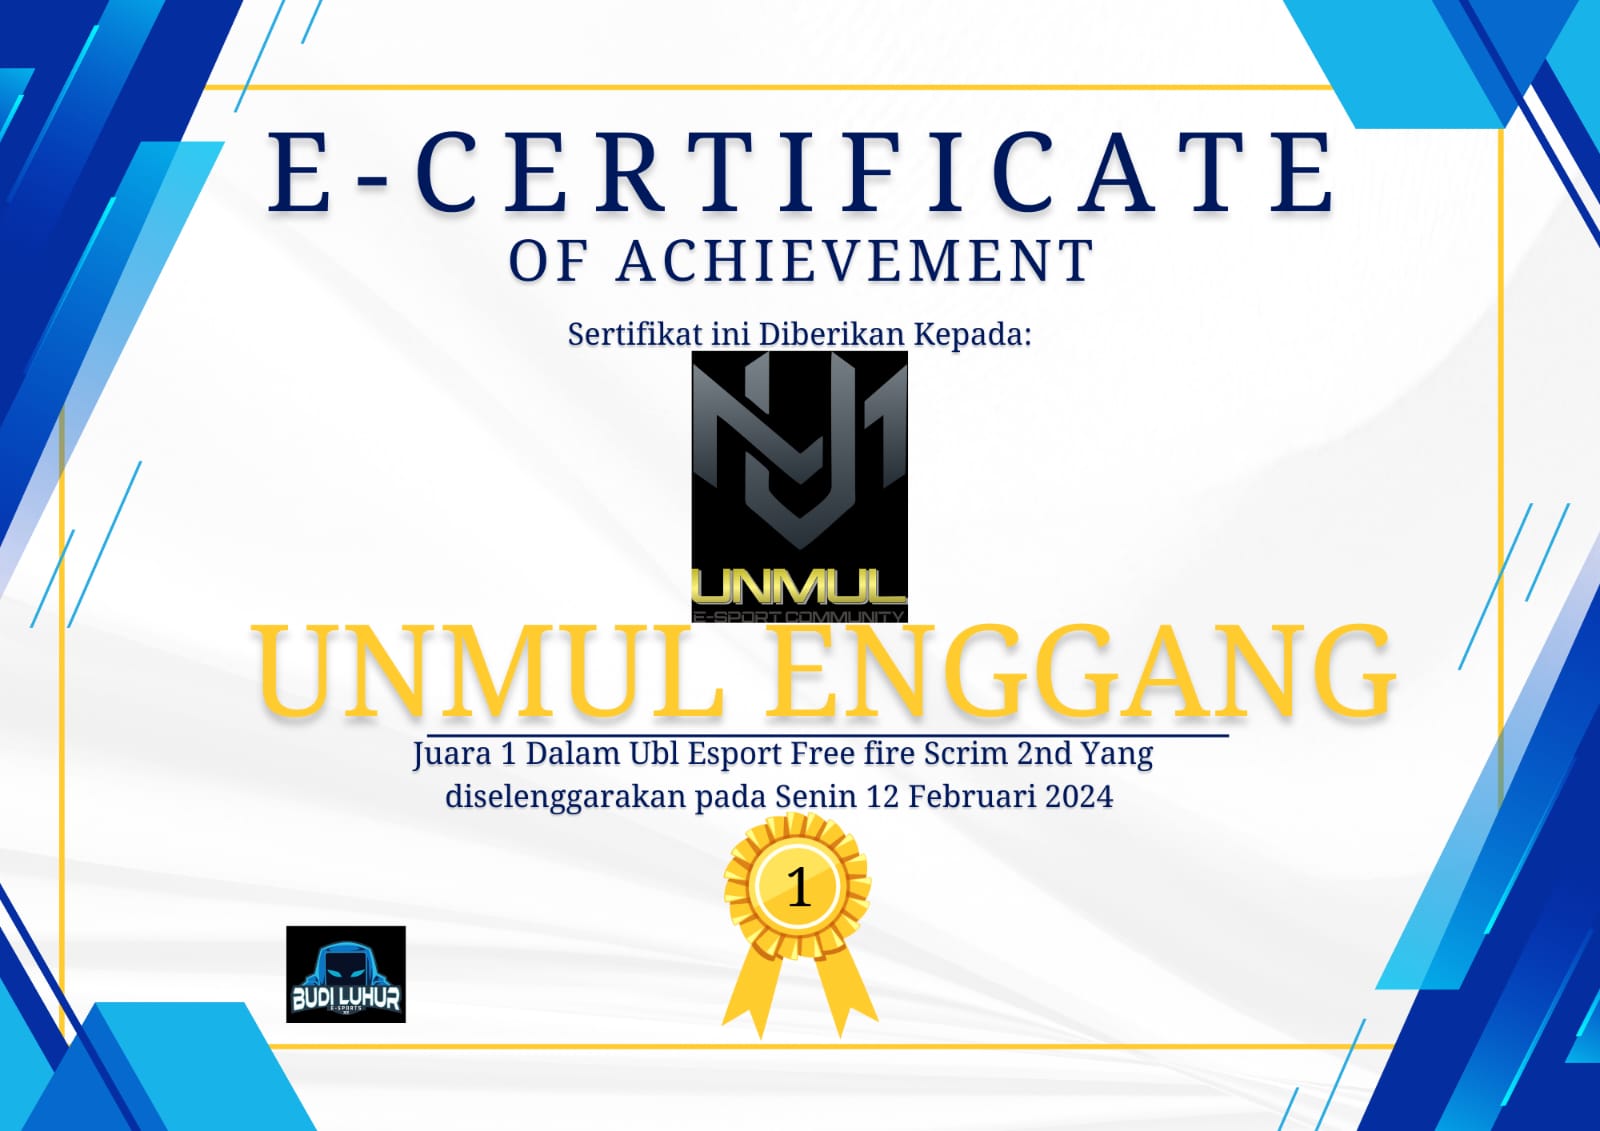 E-CERTIFICATE
OF ACHIEVEMENT
Sertifikat ini Diberikan Kepada:
UNMUL
E-SPORT COMMUNITY
UNMUL ENGGANG
Juara 1 Dalam Ubl Esport Free fire Scrim 2nd Yang
diselenggarakan pada Senin 12 Februari 2024
1
BUDI LUHUR
E-SPORTS